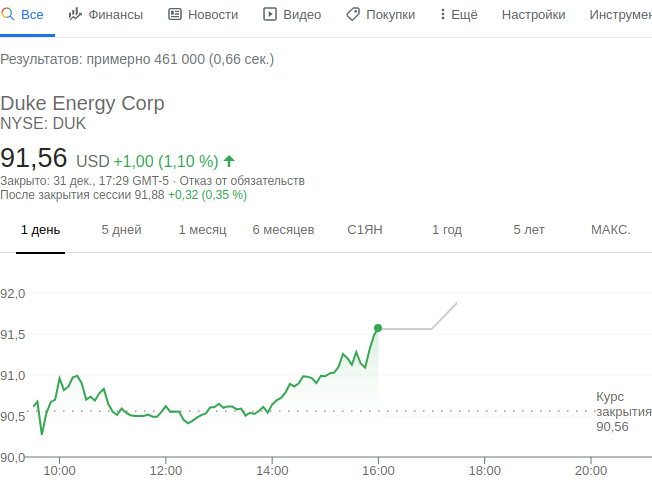 Все Финансы Новости Видео Покупки Ещё Настройки Инструмен
Результатов: примерно 461 000 (0,66 сек.)
Duke Energy Corp
NYSE: DUK
91,56 USD +1,00 (1,10 %)
Закрыто: 31 дек., 17:29 GMT-5 · Отказ от обязательств
После закрытия сессии 91,88 +0,32 (0,35 %)
1 день 5 дней 1 месяц 6 месяцев С1ЯН 1 год 5 лет МАКС.
92,0
91,5
91,0
90,5
90,0
Курс
закрытия
90,56
10:00 12:00 14:00 16:00 18:00 20:00